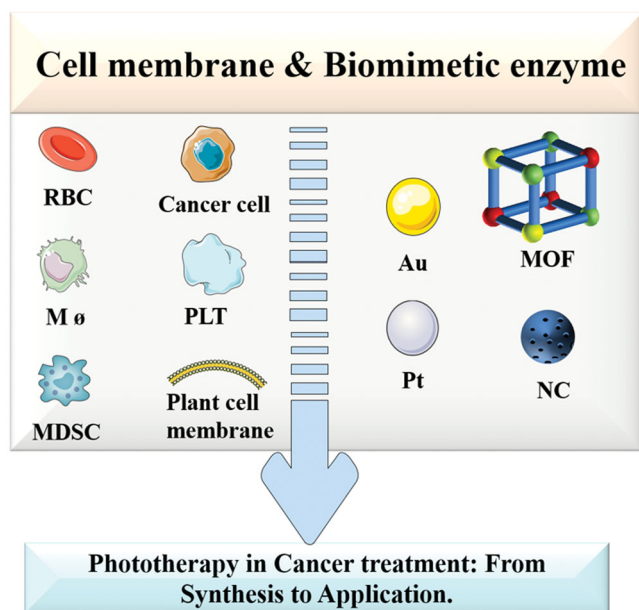 Cell membrane & Biomimetic enzyme
RBC
Cancer cell
M ø
PLT
MDSC
Plant cell
membrane
Au
MOF
Pt
NC
Phototherapy in Cancer treatment: From
Synthesis to Application.